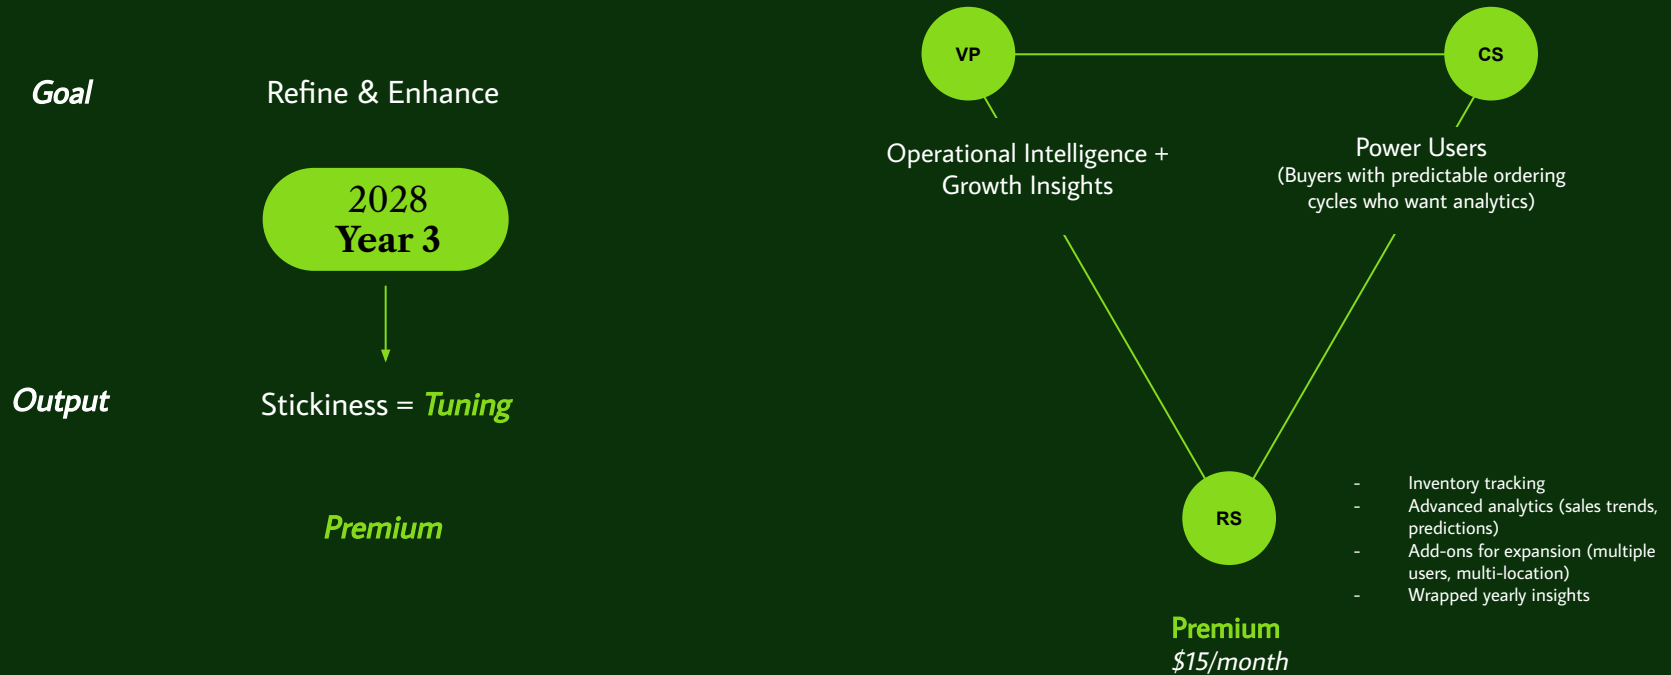 Goal
Refine & Enhance
2028
Year 3
Output
Stickiness = Tuning
Premium
VP
CS
Operational Intelligence +
Growth Insights
Power Users
(Buyers with predictable ordering
cycles who want analytics)
RS
- Inventory tracking
- Advanced analytics (sales trends,
predictions)
- Add-ons for expansion (multiple
users, multi-location)
- Wrapped yearly insights
Premium
$15/month